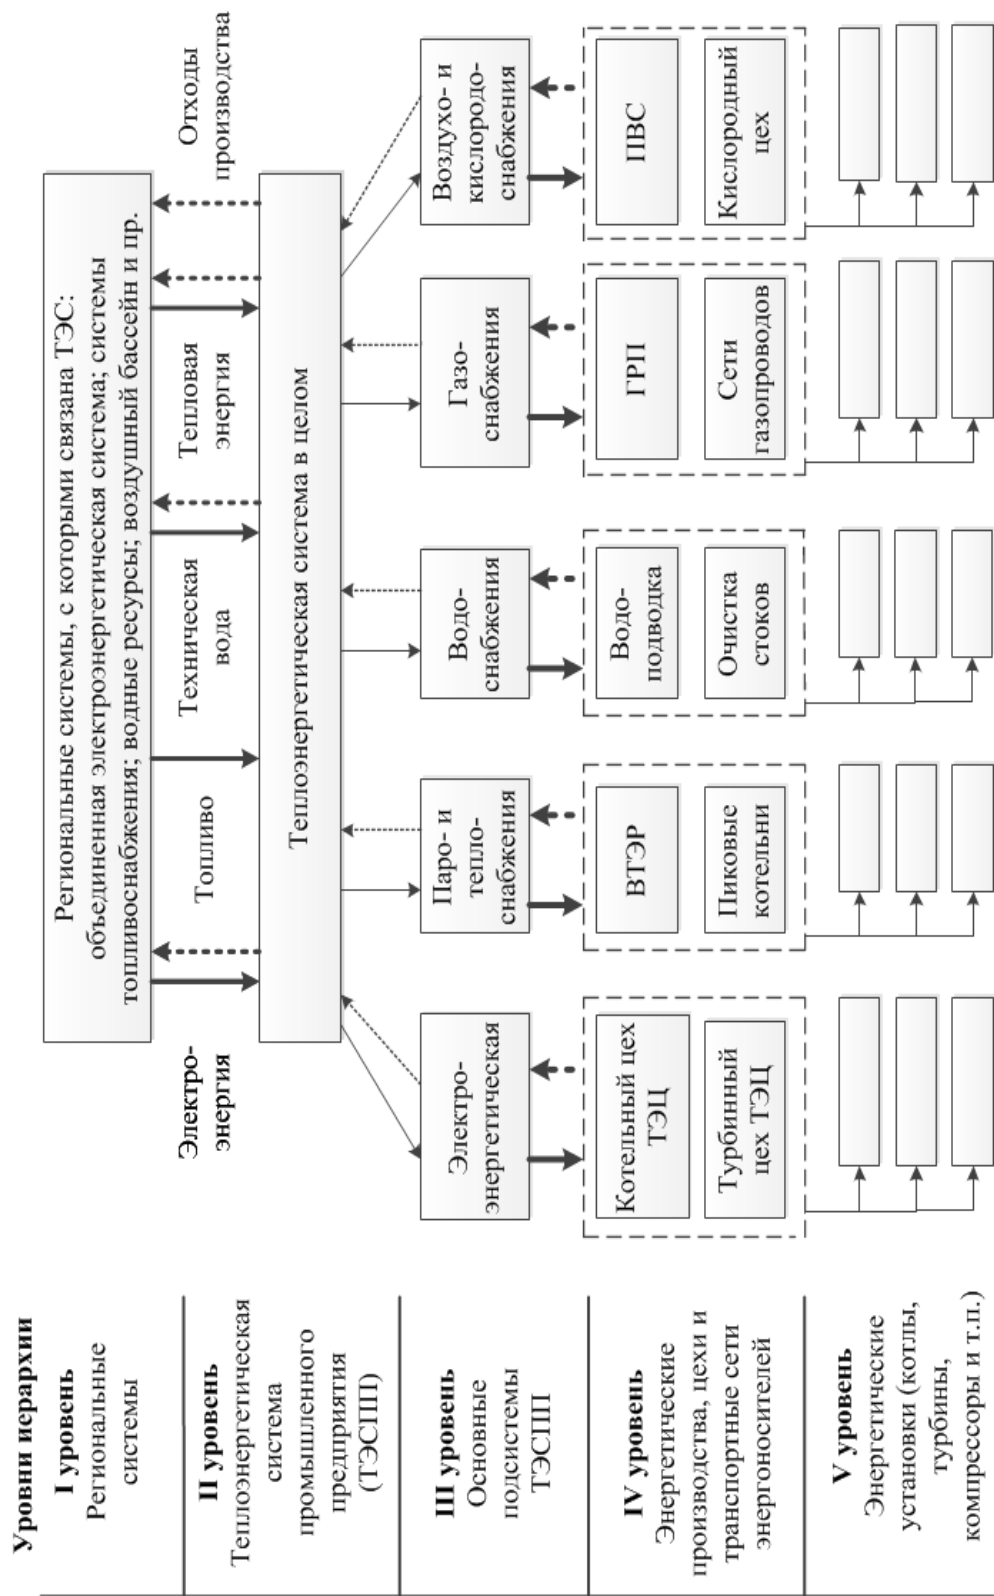 Уровни иерархии
I уровень
Региональные
системы
II уровень
Теплоэнергетическая
система
промышленного
предприятия
(ТЭСПП)
III уровень
Основные
подсистемы
ТЭСПП
IV уровень
Энергетические
производства, цехи и
транспортные сети
энергоносителей
V уровень
Энергетические
установки (котлы,
турбины,
компрессоры и т.п.)
Региональные системы, с которыми связана ТЭС:
объединенная электроэнергетическая система; системы
топливоснабжения; водные ресурсы; воздушный бассейн и пр.
Электро-
энергия
Топливо
Техническая
вода
Тепловая
энергия
Отходы
производства
Теплоэнергетическая система в целом
Электро-
энергетическая
Паро- и
тепло-
снабжения
Водо-
снабжения
Газо-
снабжения
Воздухо- и
кислородо-
снабжения
Котельный цех
ТЭЦ
Турбинный
цех ТЭЦ
ВТЭР
Пиковые
котельни
Водо-
подводка
Очистка
стоков
ГРП
Сети
газопроводов
ПВС
Кислородный
цех